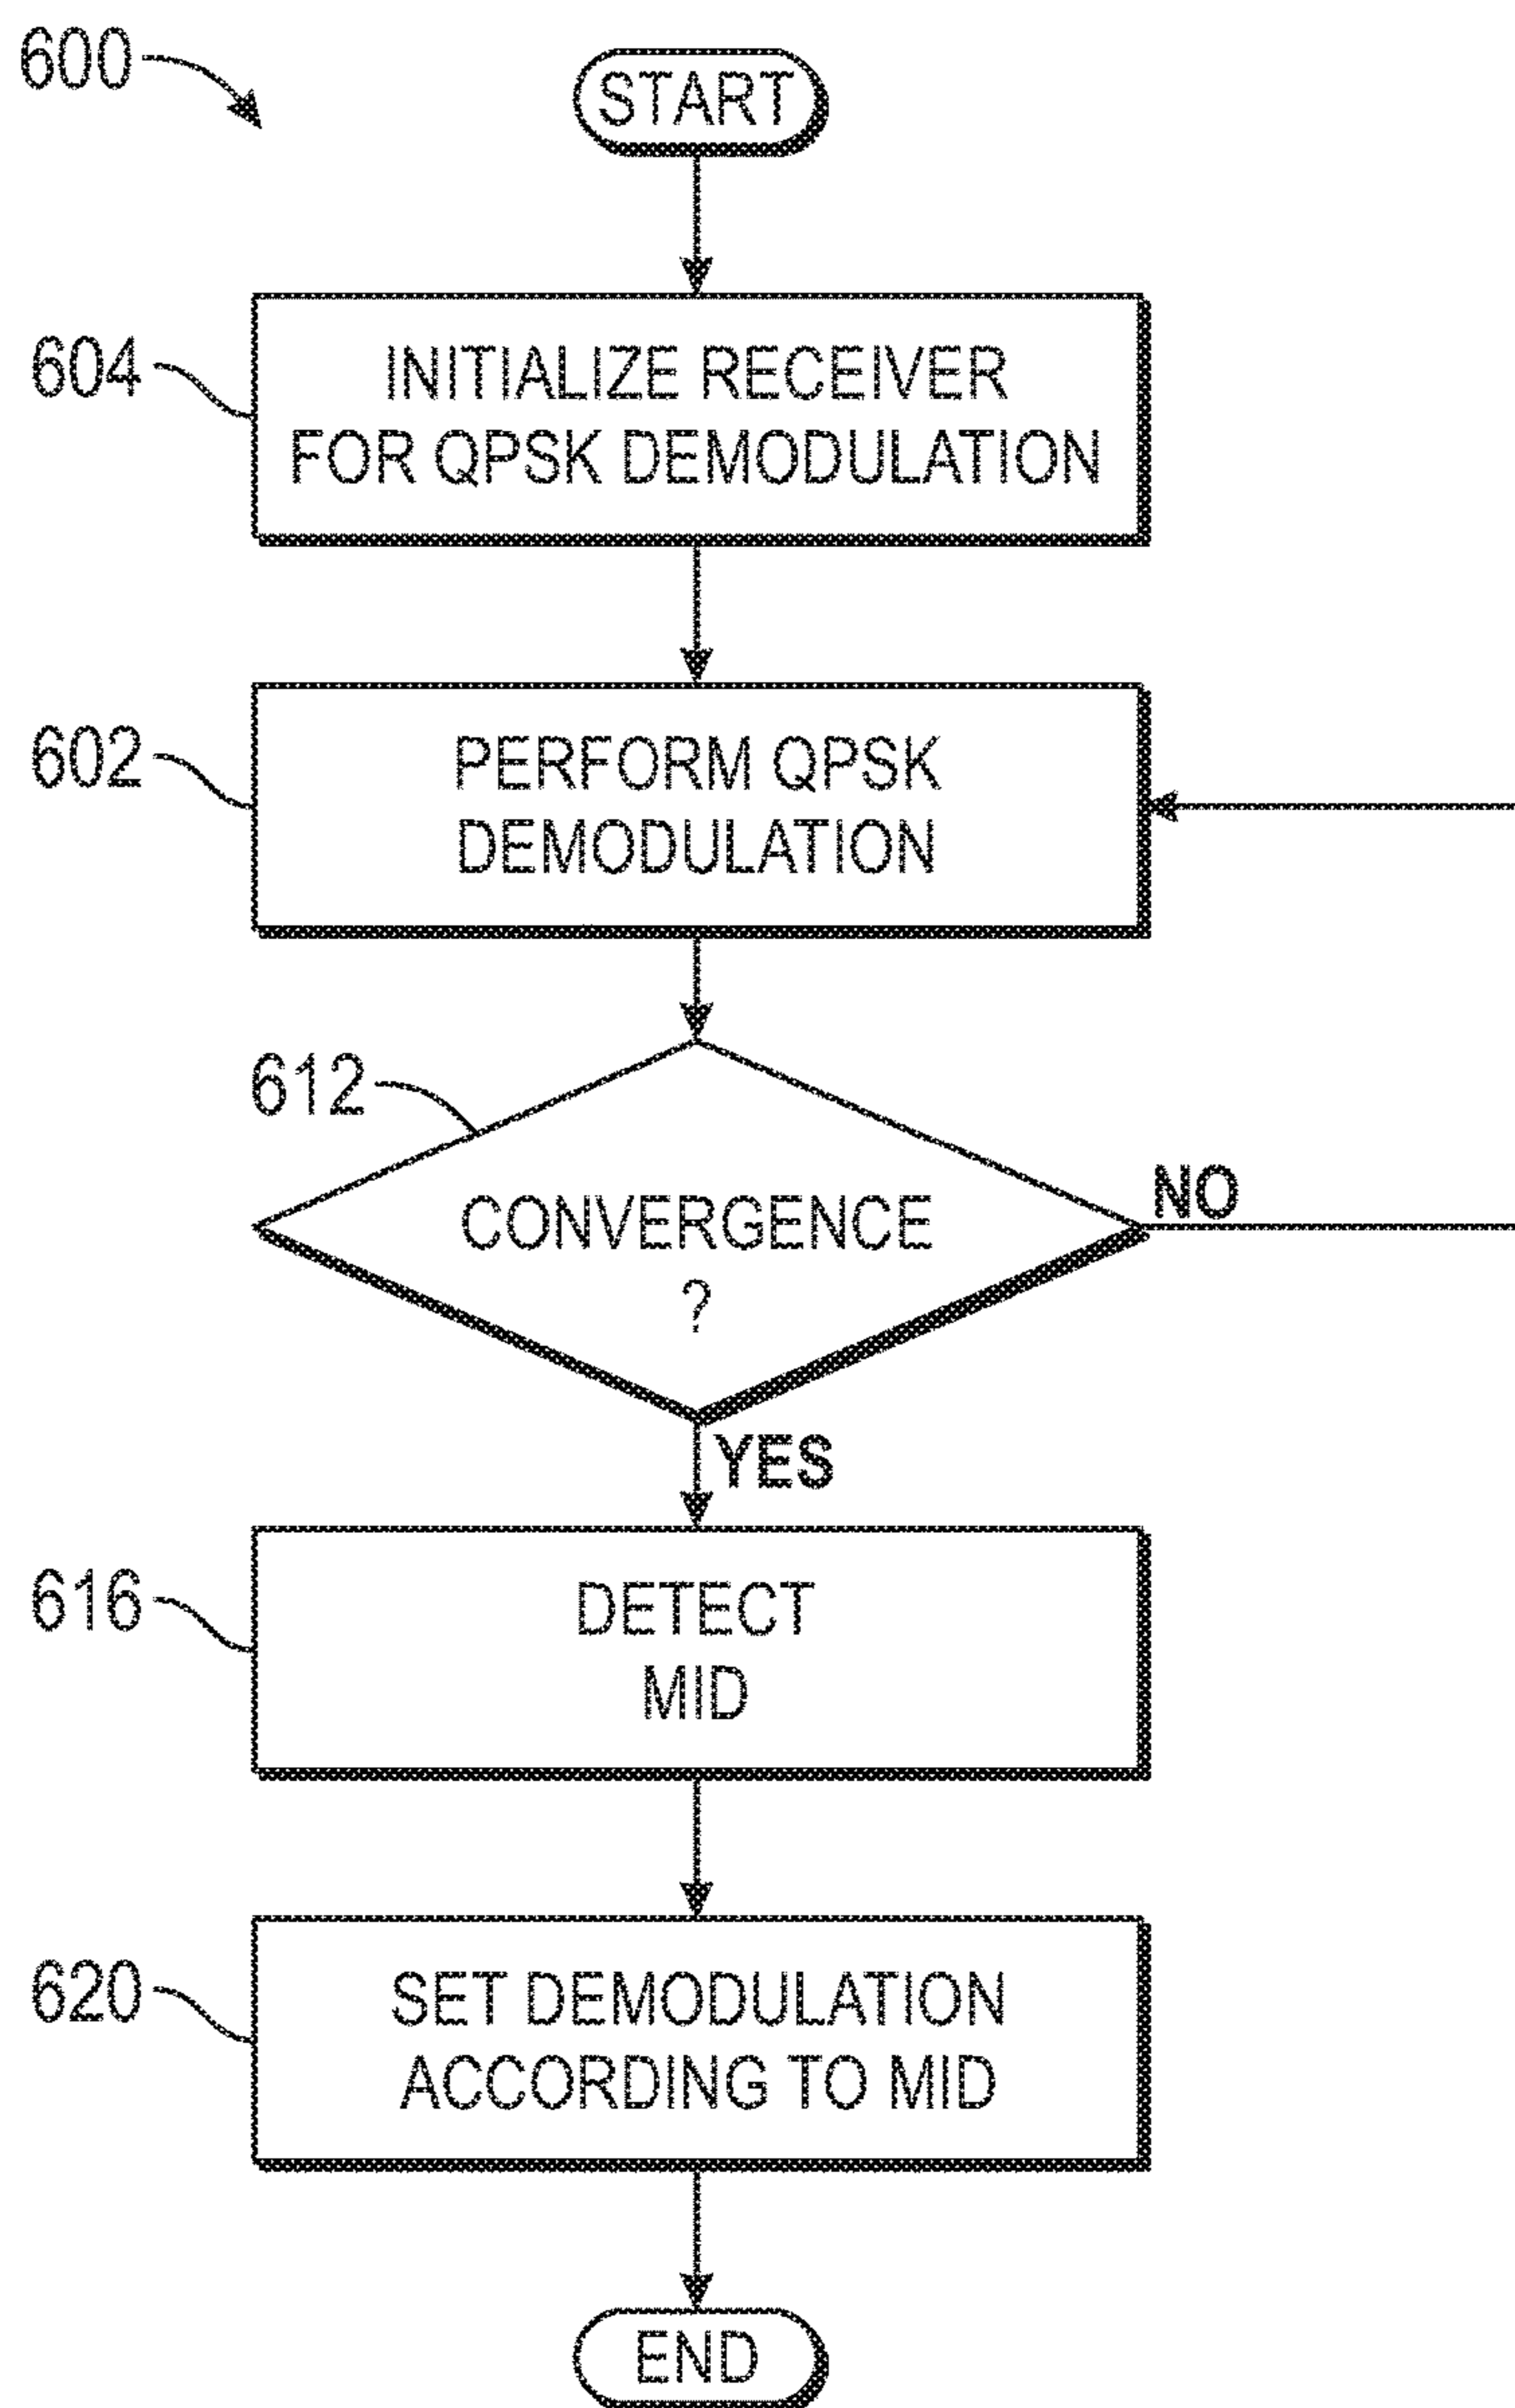 600
START
604
INITIALIZE RECEIVER
FOR QPSK DEMODULATION
602
PERFORM QPSK
DEMODULATION
612
CONVERGENCE
?
NO
YES
616
DETECT
MID
620
SET DEMODULATION
ACCORDING TO MID
END